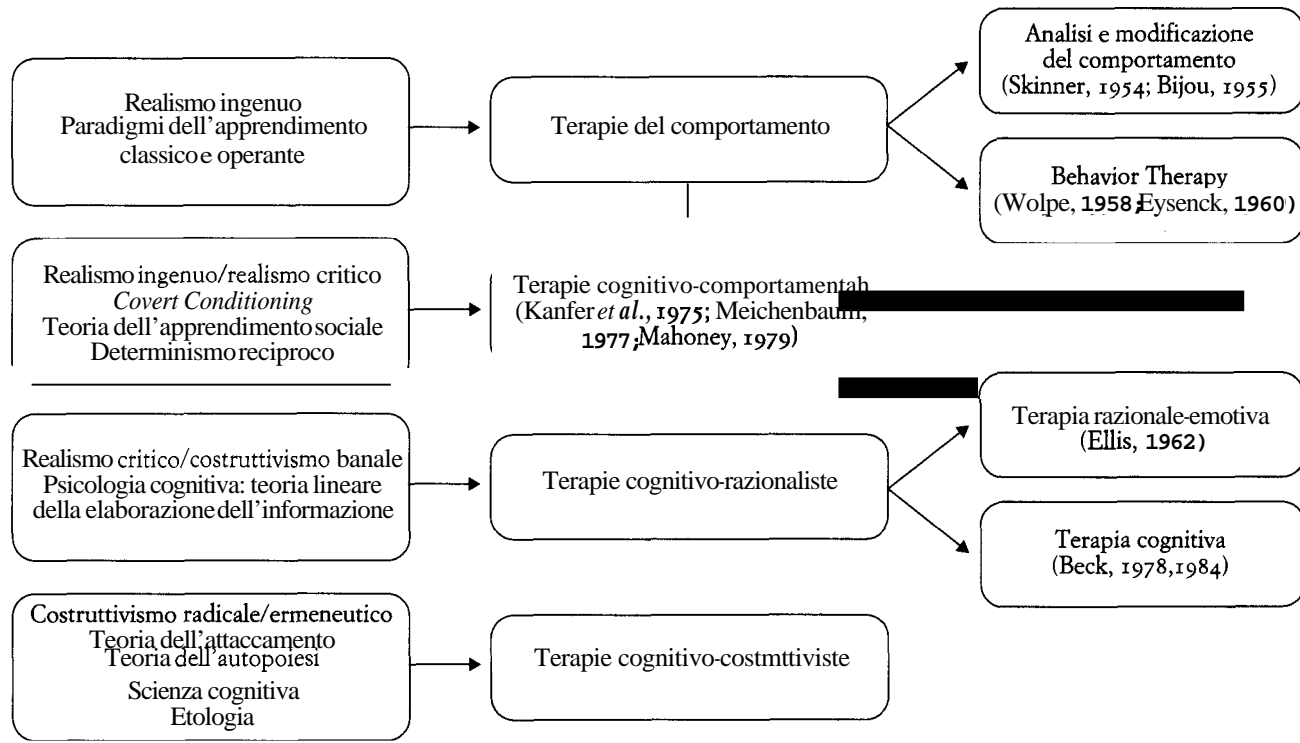 Realismo ingenuo
Paradigmi dell'apprendimento
classico e operante
Terapie del comportamento
Analisi e modificazione
del comportamento
(Skinner, 1954; Bijou, 1955)
Behavior Therapy
(Wolpe, 1958; Eysenck, 1960)
Realismo ingenuo/realismo critico
Covert Conditioning
Teoria dell'apprendimento sociale
Determinismo reciproco
Terapie cognitivo-comportamentah
(Kanfer et al., 1975; Meichenbaum,
1977; Mahoney, 1979)
Realismo critico/costruttivismo banale
Psicologia cognitiva: teoria lineare
della elaborazione dell'informazione
Terapie cognitivo-razionaliste
Terapia razionale-emotiva
(Ellis, 1962)
Terapia cognitiva
(Beck, 1978,1984)
Costruttivismo radicale/ermeneutico
Teoria dell'attaccamento
Teoria dell'autopoiesi
Scienza cognitiva
Etologia
Terapie cognitivo-costmttiviste